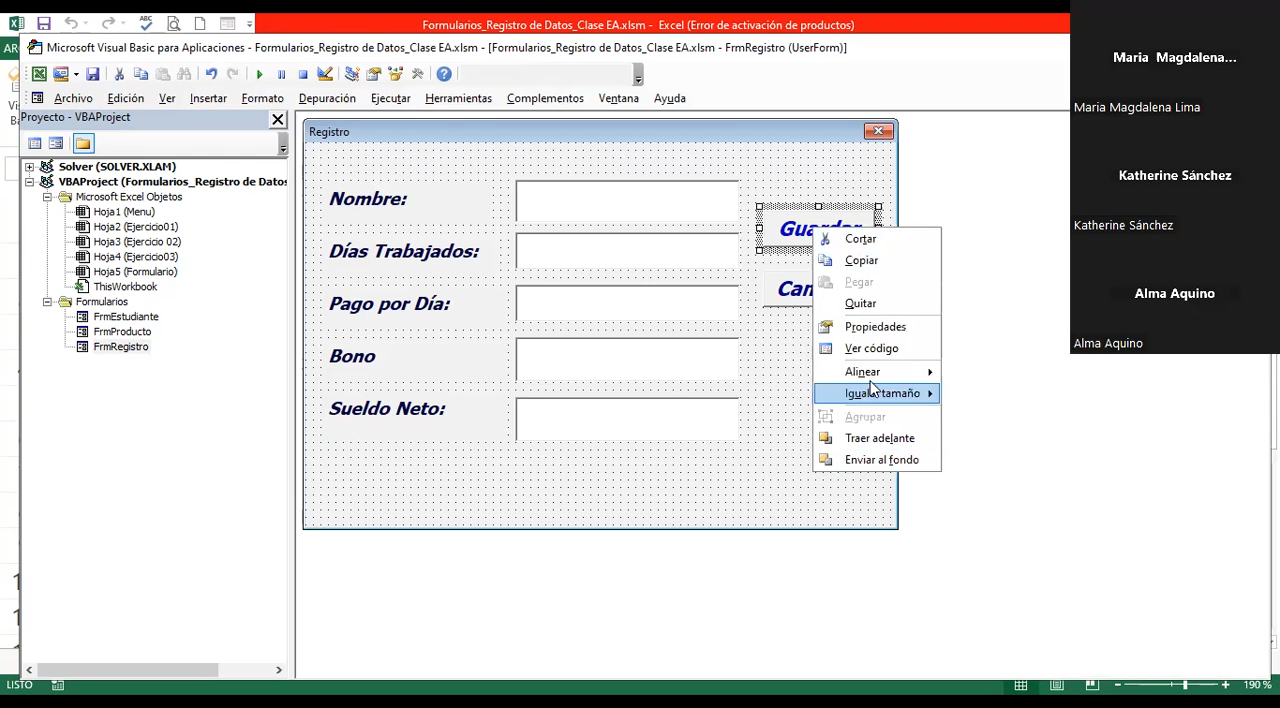 Formularios_Registro de Datos_Clase EA.xlsm - Excel (Error de activación de productos)
Microsoft Visual Basic para Aplicaciones - Formularios_Registro de Datos_Clase EA.xlsm - [Formularios_Registro de Datos_Clase EA.xlsm - FrmRegistro (UserForm)]
Archivo Edición Ver Insertar Formato Depuración Ejecutar Herramientas Complementos Ventana Ayuda
Proyecto - VBAProject
Solver (SOLVER.XLAM)
VBAProject (Formularios_Registro de Datos
Microsoft Excel Objetos
Hoja1 (Menu)
Hoja2 (Ejercicio01)
Hoja3 (Ejercicio 02)
Hoja4 (Ejercicio03)
Hoja5 (Formulario)
ThisWorkbook
Formularios
FrmEstudiante
FrmProducto
FrmRegistro
Registro
Nombre:
Días Trabajados:
Pago por Día:
Bono
Sueldo Neto:
Guardar
Can
Cortar
Copiar
Pegar
Quitar
Propiedades
Ver código
Alinear
Igualar tamaño
Agrupar
Traer adelante
Enviar al fondo
Maria Magdalena...
Maria Magdalena Lima
Katherine Sánchez
Katherine Sánchez
Alma Aquino
Alma Aquino
LISTO
190 %